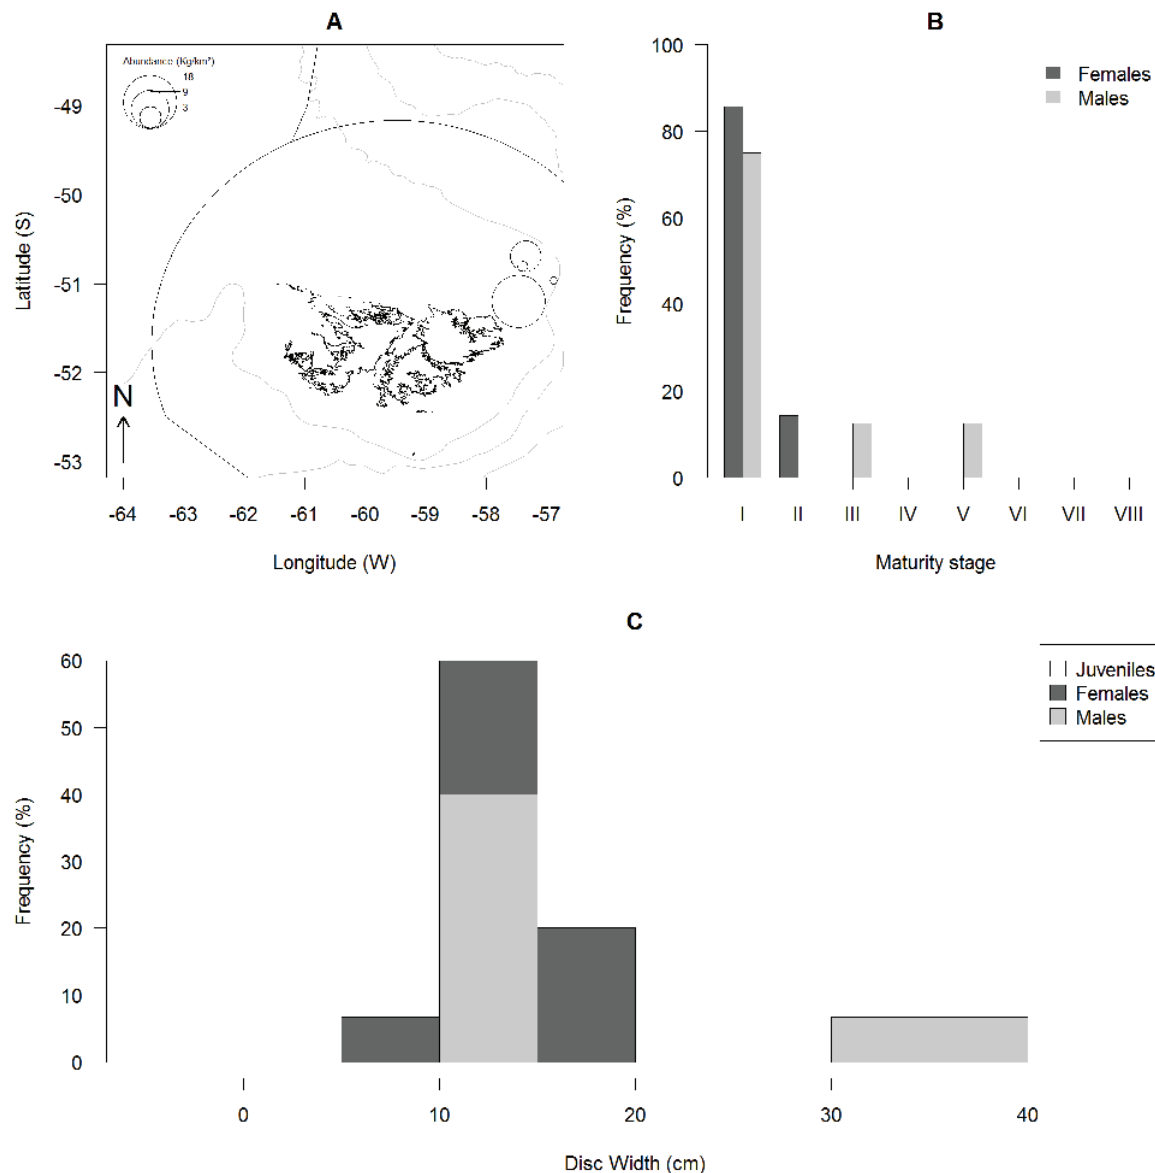 A
Abundance (Kg/km²)
18
9
3
-49
-50
-51
-52
-53
Latitude (S)
N
-64 -63 -62 -61 -60 -59 -58 -57
Longitude (W)
B
100
80
60
40
20
0
Frequency (%)
Females
Males
I II III IV V VI VII VIII
Maturity stage
C
60
50
40
30
20
10
0
Frequency (%)
Juveniles
Females
Males
0 10 20 30 40
Disc Width (cm)